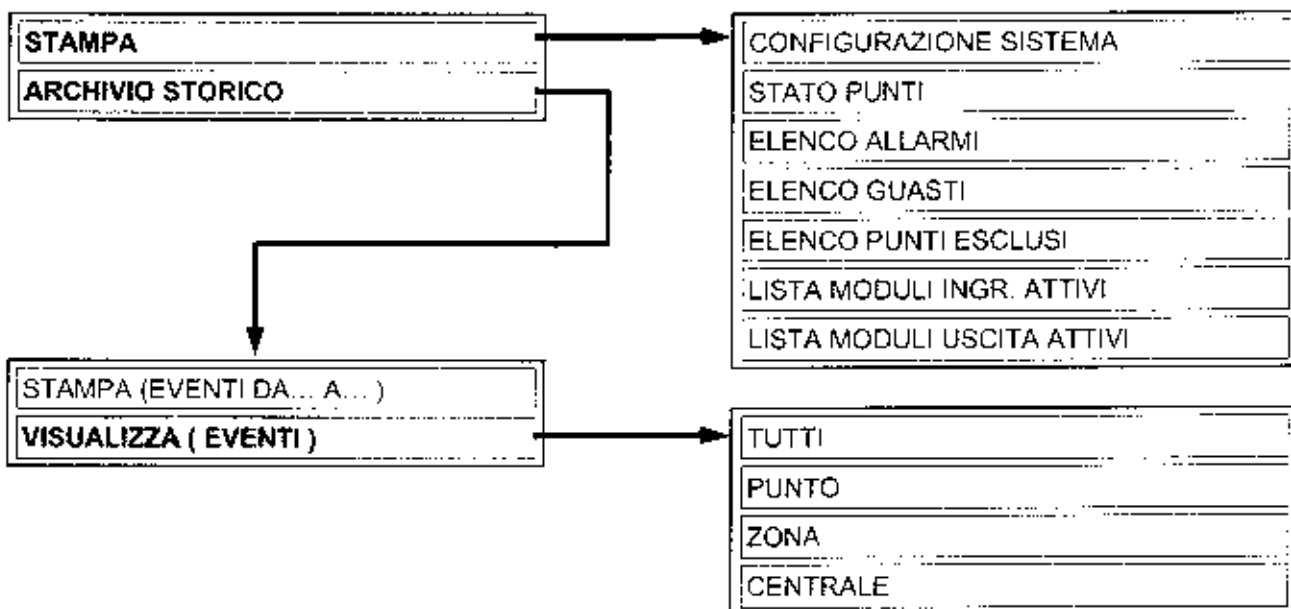 STAMPA
ARCHIVIO STORICO
CONFIGURAZIONE SISTEMA
STATO PUNTI
ELENCO ALLARMI
ELENCO GUASTI
ELENCO PUNTI ESCLUSI
LISTA MODULI INGR. ATTIVI
LISTA MODULI USCITA ATTIVI
STAMPA (EVENTI DA... A... )
VISUALIZZA ( EVENTI )
TUTTI
PUNTO
ZONA
CENTRALE